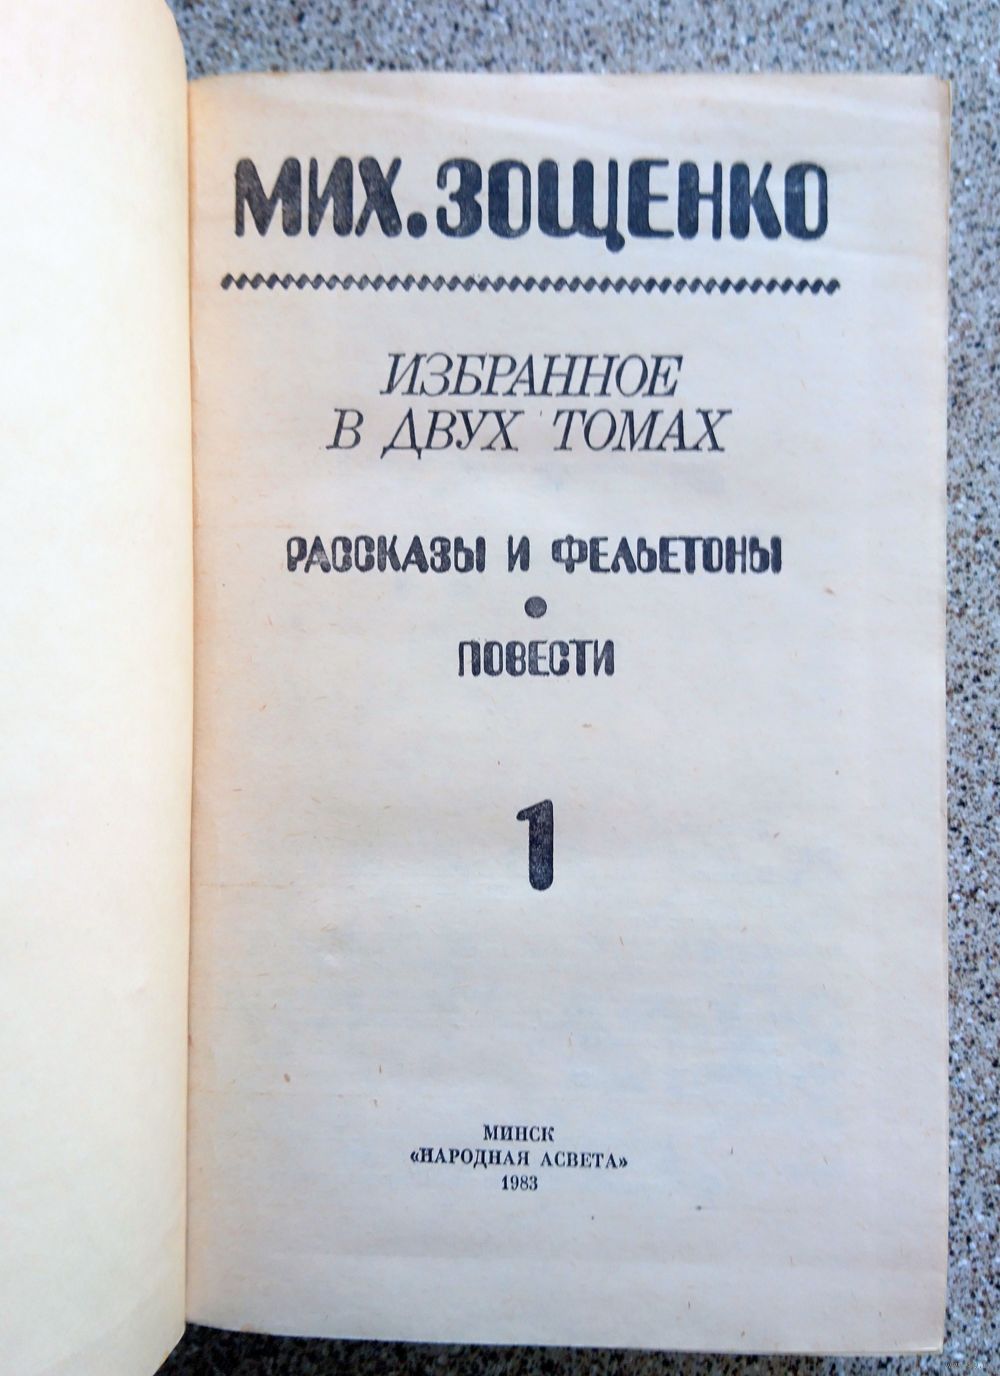 МИХ. ЗОЩЕНКО
ИЗБРАННОЕ
В ДВУХ ТОМАХ
РАССКАЗЫ И ФЕЛЬЕТОНЫ
•
ПОВЕСТИ
1
МИНСК
«НАРОДНАЯ АСВЕТА»
1983